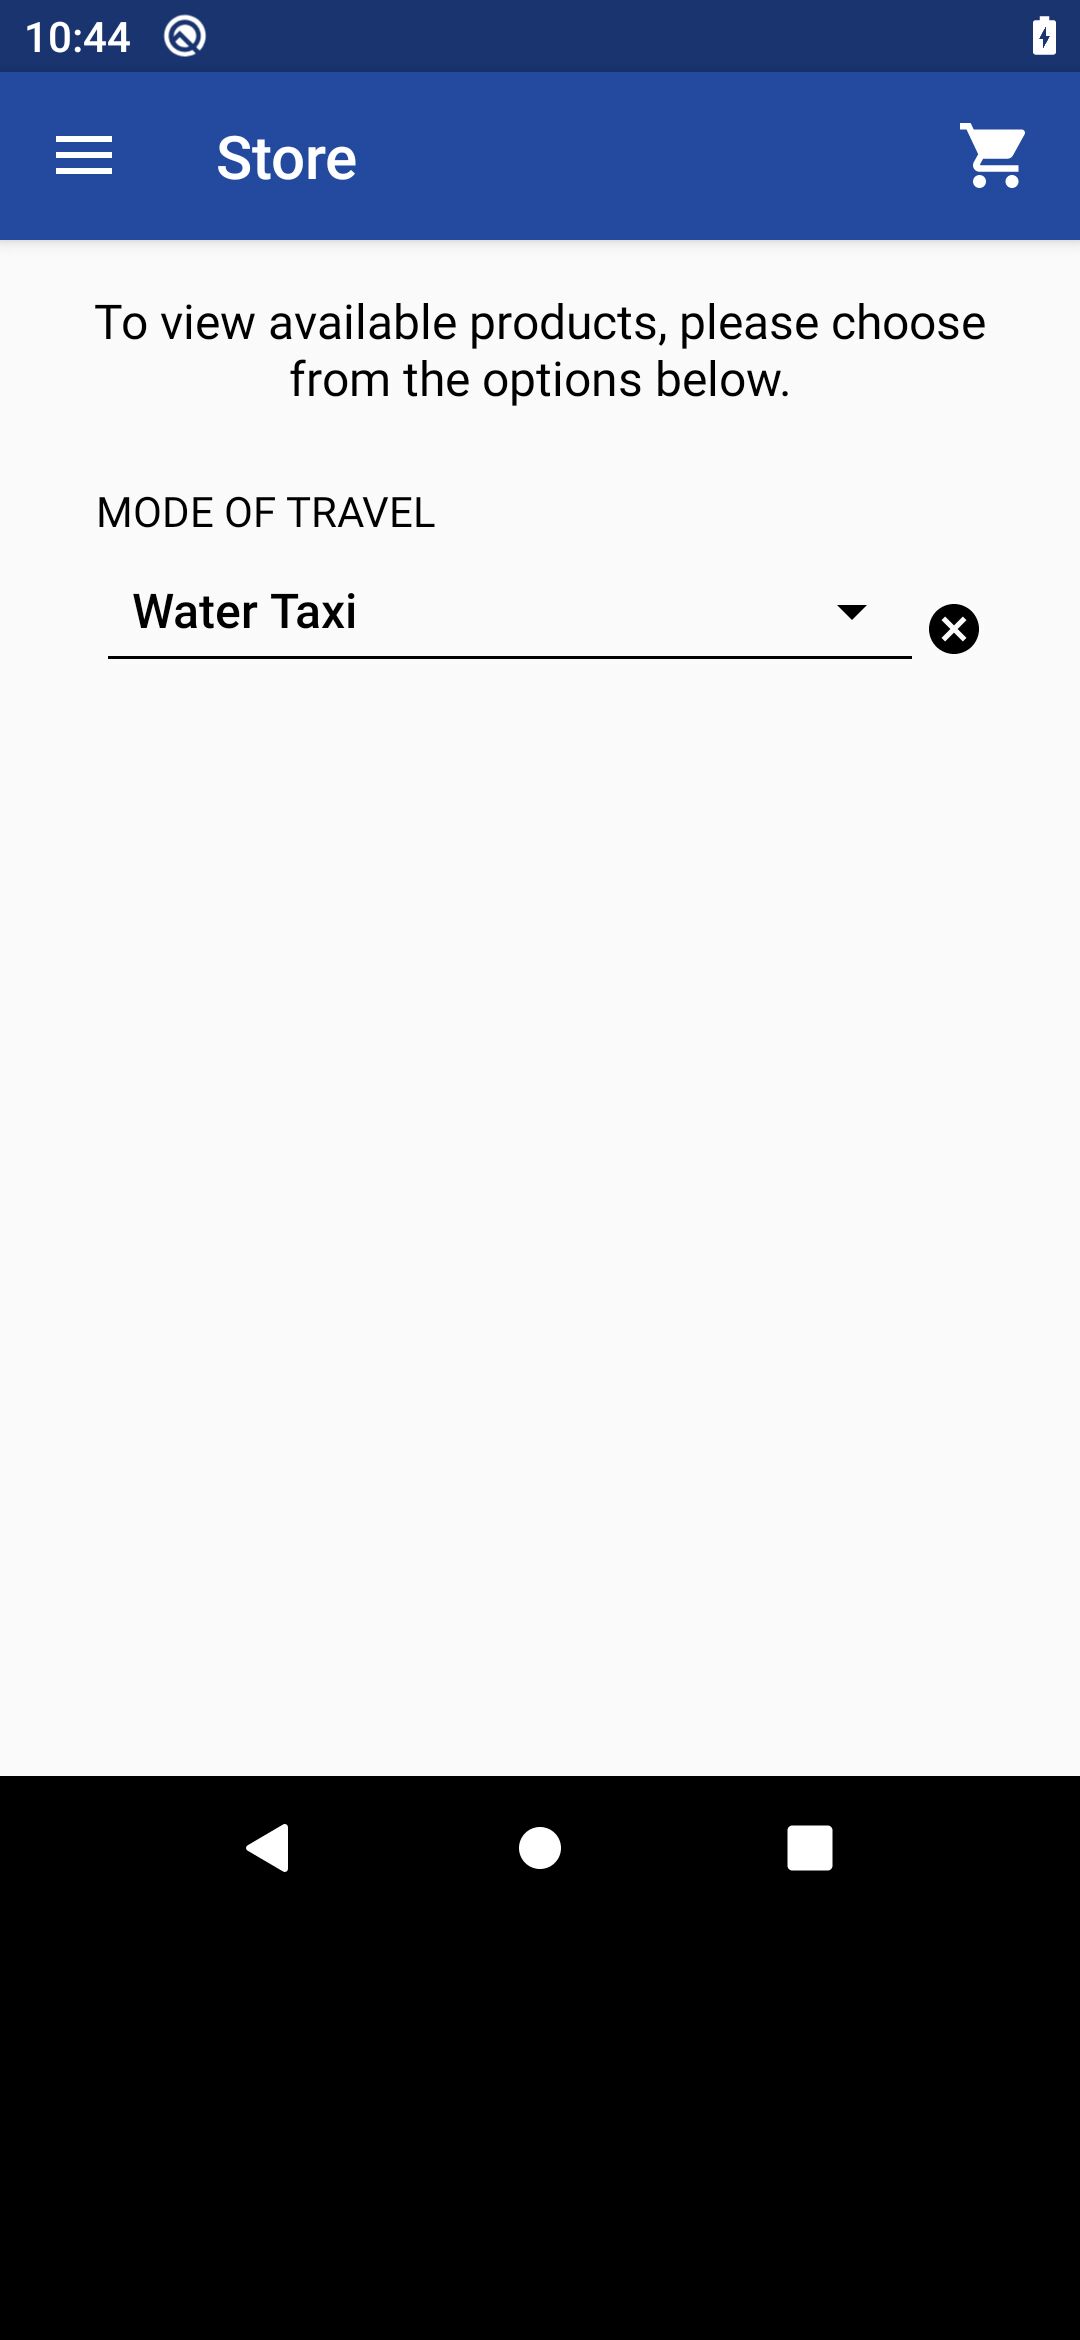 10:44
Store
To view available products, please choose
from the options below.
MODE OF TRAVEL
Water Taxi